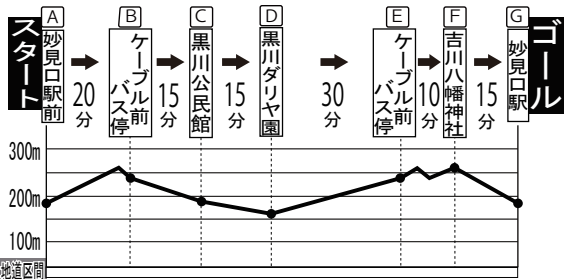 スタート
A
妙見口駅前
20分
B
ケーブル前バス停
15分
C
黒川公民館
15分
D
黒川ダリヤ園
30分
E
ケーブル前バス停
10分
F
吉川八幡神社
15分
G
妙見口駅
ゴール
300m
200m
100m
地道区間